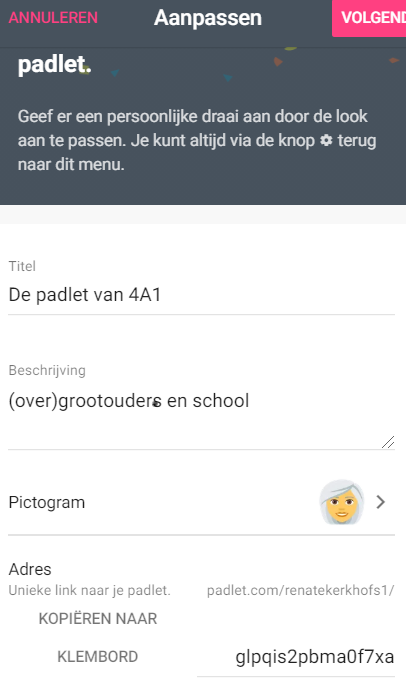 ANNULEREN Aanpassen VOLGEND
padlet.
Geef er een persoonlijke draai aan door de look
aan te passen. Je kunt altijd via de knop terug
naar dit menu.
Titel
De padlet van 4A1
Beschrijving
(over)grootouders en school
Pictogram
Adres
Unieke link naar je padlet. padlet.com/renatekerkhofs1/
KOPIËREN NAAR
KLEMBORD glpqis2pbma0f7xa